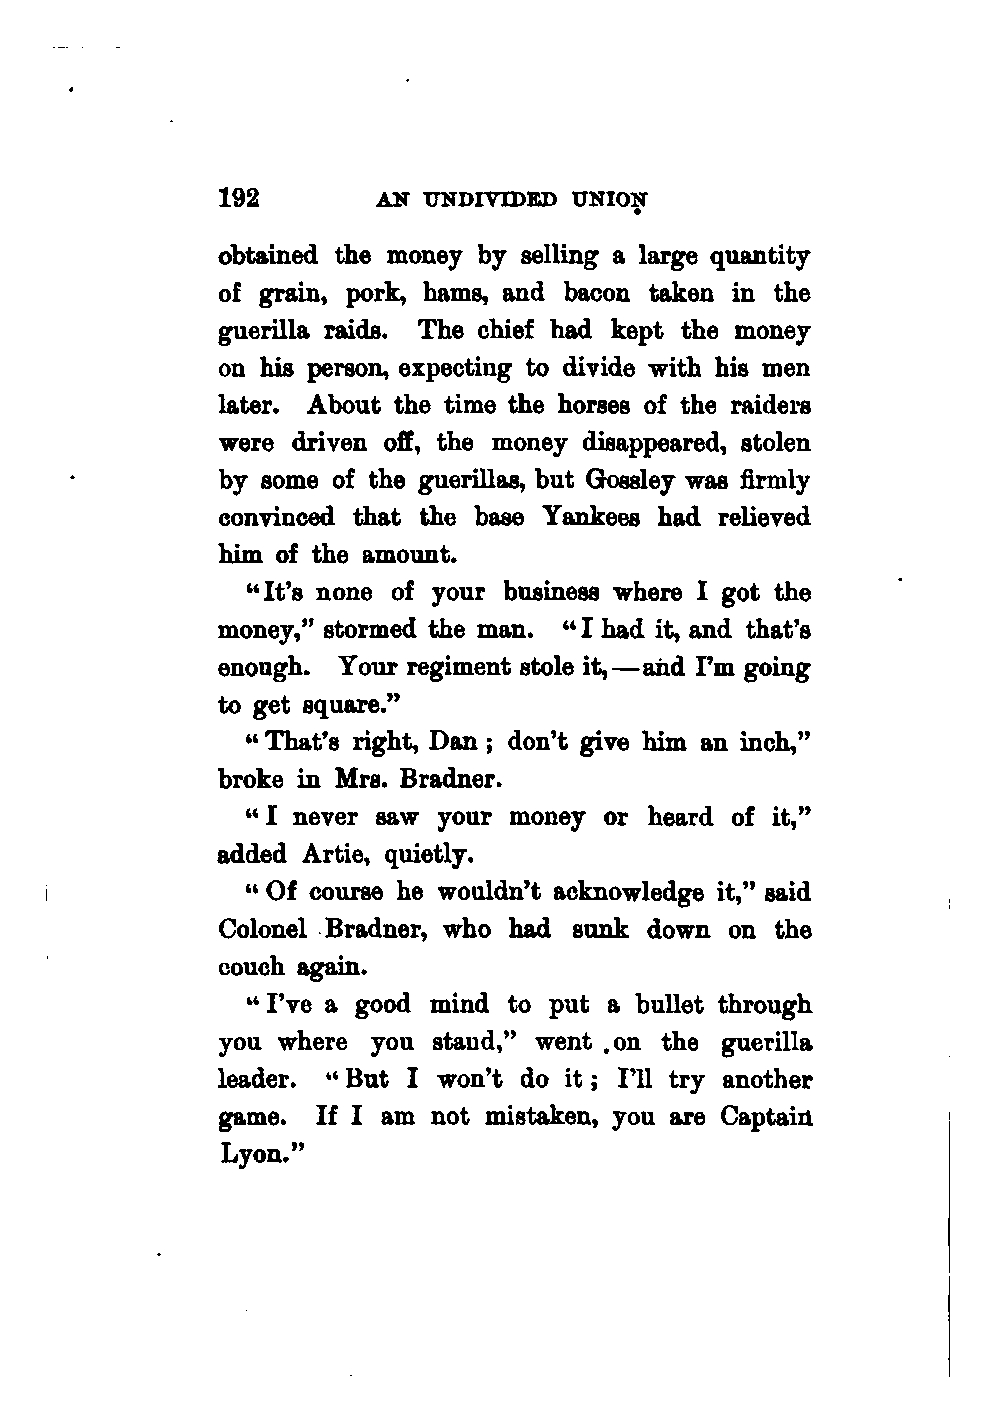 192 AN UNDIVIDED UNION
obtained the money by selling a large quantity
of grain, pork, hams, and bacon taken in the
guerilla raids. The chief had kept the money
on his person, expecting to divide with his men
later. About the time the horses of the raiders
were driven off, the money disappeared, stolen
by some of the guerillas, but Gossley was firmly
convinced that the base Yankees had relieved
him of the amount.
"It's none of your business where I got the
money," stormed the man. "I had it, and that's
enough. Your regiment stole it,—and I'm going
to get square."
"That's right, Dan; don't give him an inch,"
broke in Mrs. Bradner.
"I never saw your money or heard of it,"
added Artie, quietly.
"Of course he wouldn't acknowledge it," said
Colonel Bradner, who had sunk down on the
couch again.
"I've a good mind to put a bullet through
you where you stand," went on the guerilla
leader. "But I won't do it; I'll try another
game. If I am not mistaken, you are Captain
Lyon."